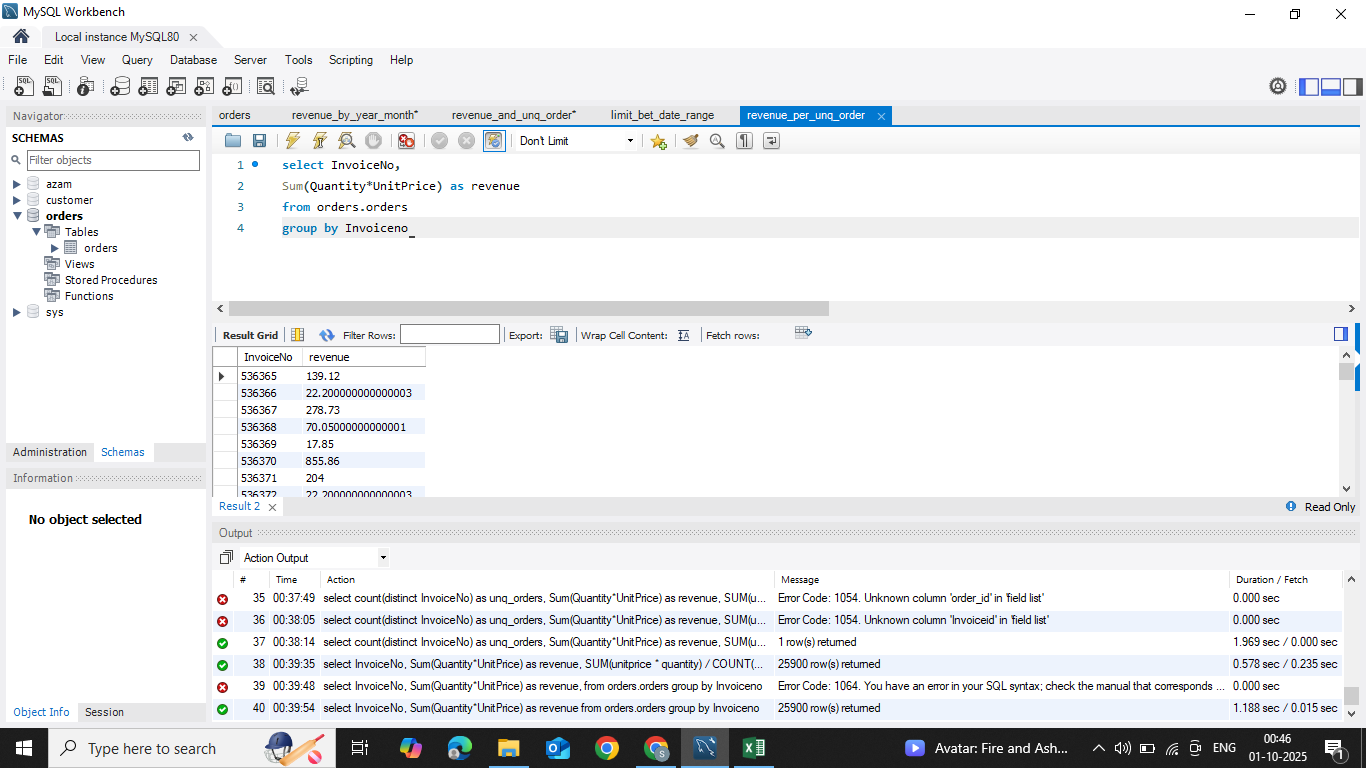 MySQL Workbench
Local instance MySQL80
File Edit View Query Database Server Tools Scripting Help
Navigator
SCHEMAS
Filter objects
azam
customer
orders
Tables
orders
Views
Stored Procedures
Functions
sys
Administration Schemas
Information
No object selected
Object Info Session
orders revenue_by_year_month* revenue_and_unq_order* limit_bet_date_range revenue_per_unq_order
Don't Limit
1 select InvoiceNo,
2 Sum(Quantity*UnitPrice) as revenue
3 from orders.orders
4 group by Invoiceno
Result Grid Filter Rows: Export: Wrap Cell Content: Fetch rows:
InvoiceNo revenue
536365 139.12
536366 22.200000000000003
536367 278.73
536368 70.05000000000001
536369 17.85
536370 855.86
536371 204
536372 22.200000000000003
Result 2 Read Only
Output
Action Output
# Time Action Message Duration / Fetch
35 00:37:49 select count(distinct InvoiceNo) as unq_orders, Sum(Quantity*UnitPrice) as revenue, SUM(u... Error Code: 1054. Unknown column 'order_id' in 'field list' 0.000 sec
36 00:38:05 select count(distinct InvoiceNo) as unq_orders, Sum(Quantity*UnitPrice) as revenue, SUM(u... Error Code: 1054. Unknown column 'Invoiceid' in 'field list' 0.000 sec
37 00:38:14 select count(distinct InvoiceNo) as unq_orders, Sum(Quantity*UnitPrice) as revenue, SUM(u... 1 row(s) returned 1.969 sec / 0.000 sec
38 00:39:35 select InvoiceNo, Sum(Quantity*UnitPrice) as revenue, SUM(unitprice * quantity) / COUNT(... 25900 row(s) returned 0.578 sec / 0.235 sec
39 00:39:48 select InvoiceNo, Sum(Quantity*UnitPrice) as revenue, from orders.orders group by Invoiceno Error Code: 1064. You have an error in your SQL syntax; check the manual that corresponds ... 0.000 sec
40 00:39:54 select InvoiceNo, Sum(Quantity*UnitPrice) as revenue from orders.orders group by Invoiceno 25900 row(s) returned 1.188 sec / 0.015 sec
Type here to search
Avatar: Fire and Ash...
ENG
00:46
01-10-2025
1